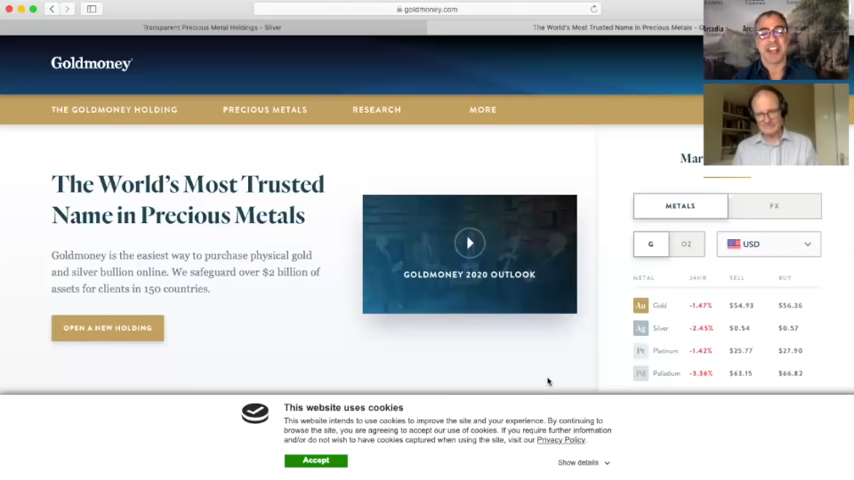 goldmoney.com
Transparent Precious Metal Holdings - Silver
The World's Most Trusted Name in Precious Metals - G
Goldmoney
THE GOLDMONEY HOLDING
PRECIOUS METALS
RESEARCH
MORE
The World's Most Trusted
Name in Precious Metals
Goldmoney is the easiest way to purchase physical gold
and silver bullion online. We safeguard over $2 billion of
assets for clients in 150 countries.
OPEN A NEW HOLDING
GOLDMONEY 2020 OUTLOOK
Mar
METALS
FX
G
OZ
USD
METAL 24HR SELL BUY
Au Gold -1.47% $54.93 $56.36
Ag Silver -2.45% $0.54 $0.57
Pt Platinum -1.42% $25.77 $27.90
Pd Palladium -3.36% $63.15 $66.82
This website uses cookies
This website intends to use cookies to improve the site and your experience. By continuing to
browse the site, you are agreeing to accept our use of cookies. If you require further information
and/or do not wish to have cookies captured when using the site, visit our Privacy Policy.
Accept
Show details